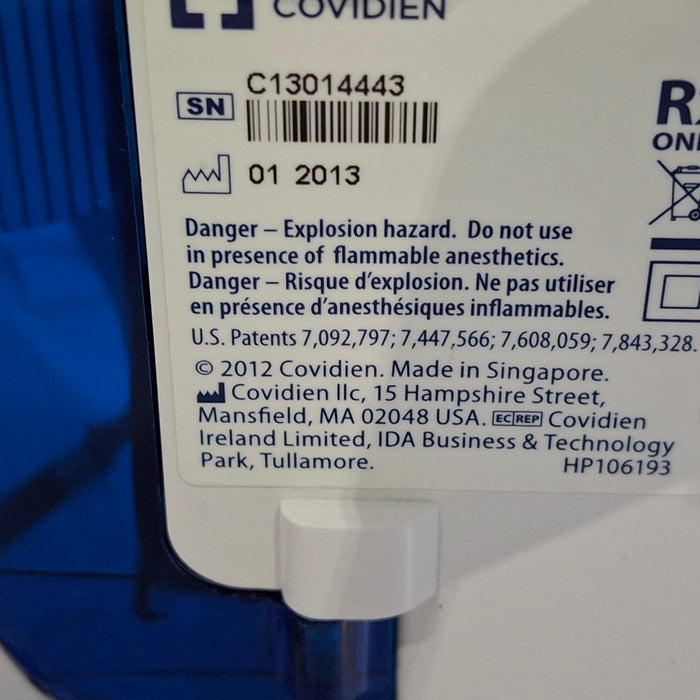 COVIDIEN
C13014443
SN
01 2013
Danger – Explosion hazard. Do not use
in presence of flammable anesthetics.
Danger – Risque d'explosion. Ne pas utiliser
en présence d'anesthésiques inflammables.
U.S. Patents 7,092,797; 7,447,566; 7,608,059; 7,843,328.
© 2012 Covidien. Made in Singapore.
Covidien llc, 15 Hampshire Street,
Mansfield, MA 02048 USA. EC REP Covidien
Ireland Limited, IDA Business & Technology
Park, Tullamore.
HP106193